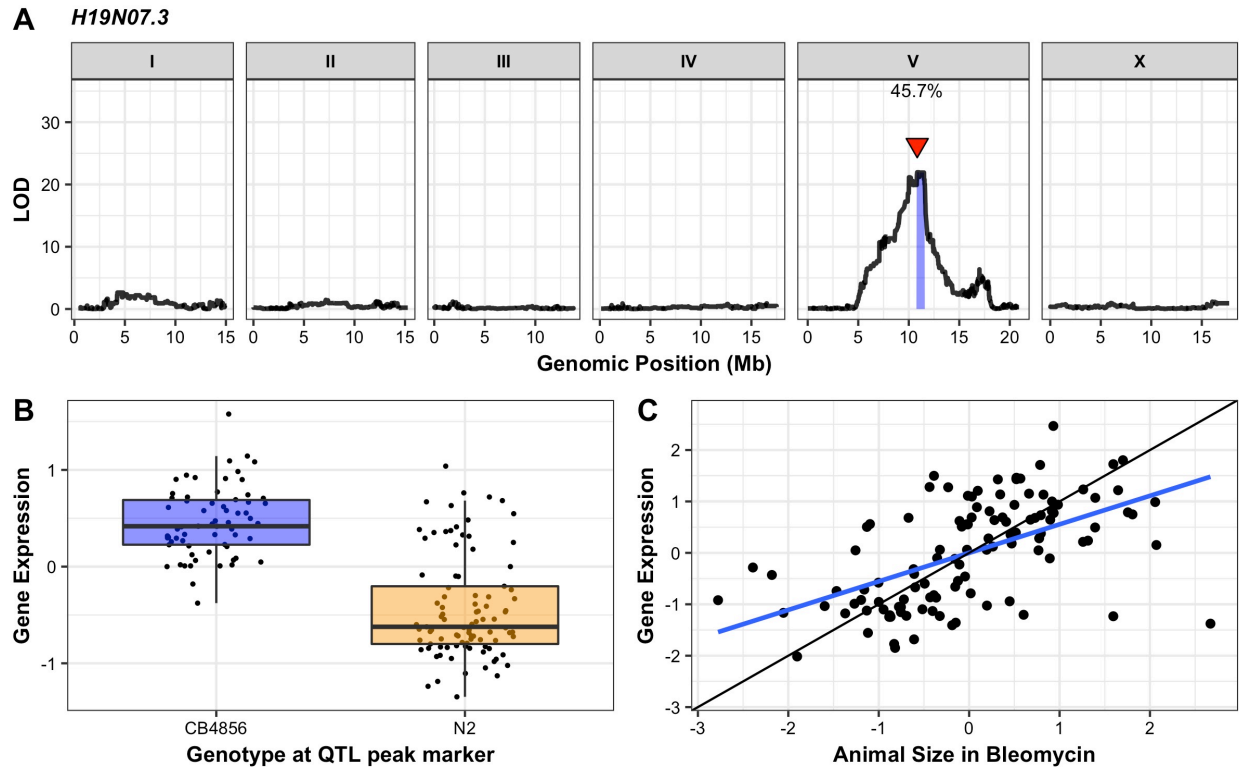 A H19N07.3
I II III IV V X
45.7%
30
20
10
0
LOD
0 5 10 15 0 5 10 15 0 5 10 0 5 10 15 0 5 10 15 20 0 5 10 15
Genomic Position (Mb)
B
1
0
-1
Gene Expression
CB4856 N2
Genotype at QTL peak marker
C
2
1
0
-1
-2
-3
Gene Expression
-3 -2 -1 0 1 2
Animal Size in Bleomycin